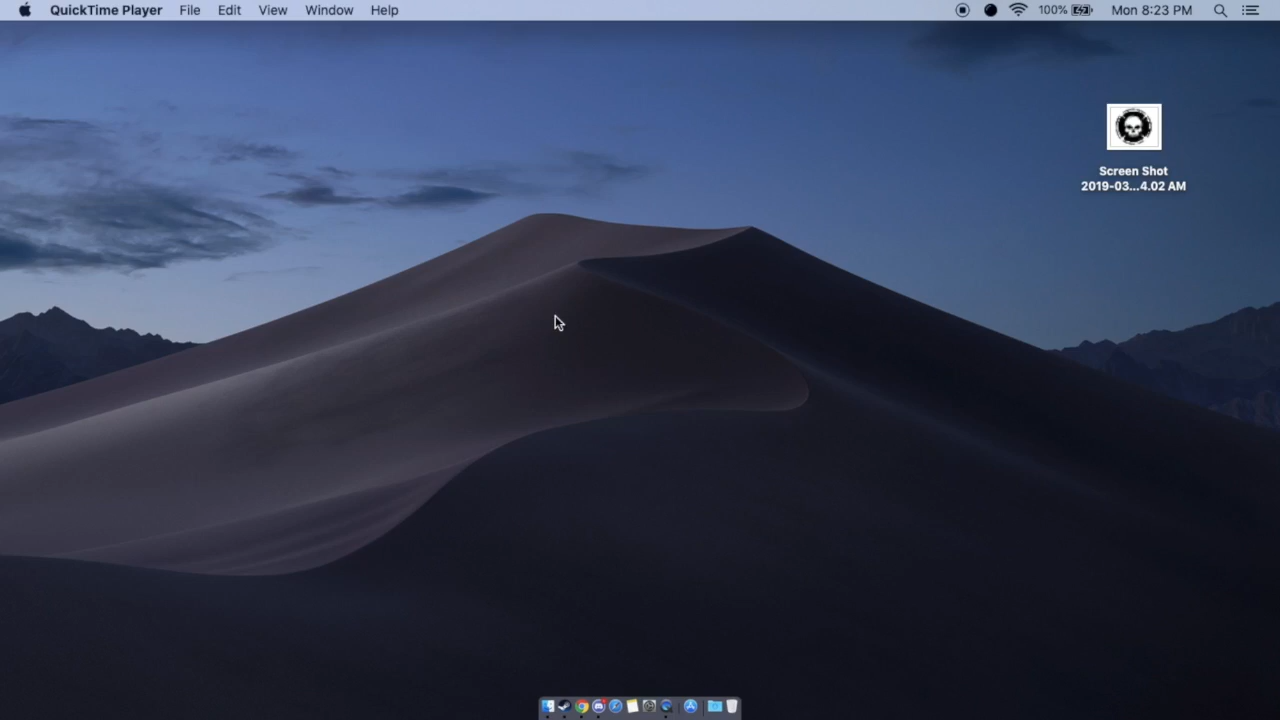 QuickTime Player File Edit View Window Help 100% Mon 8:23 PM
Screen Shot
2019-03...4.02 AM